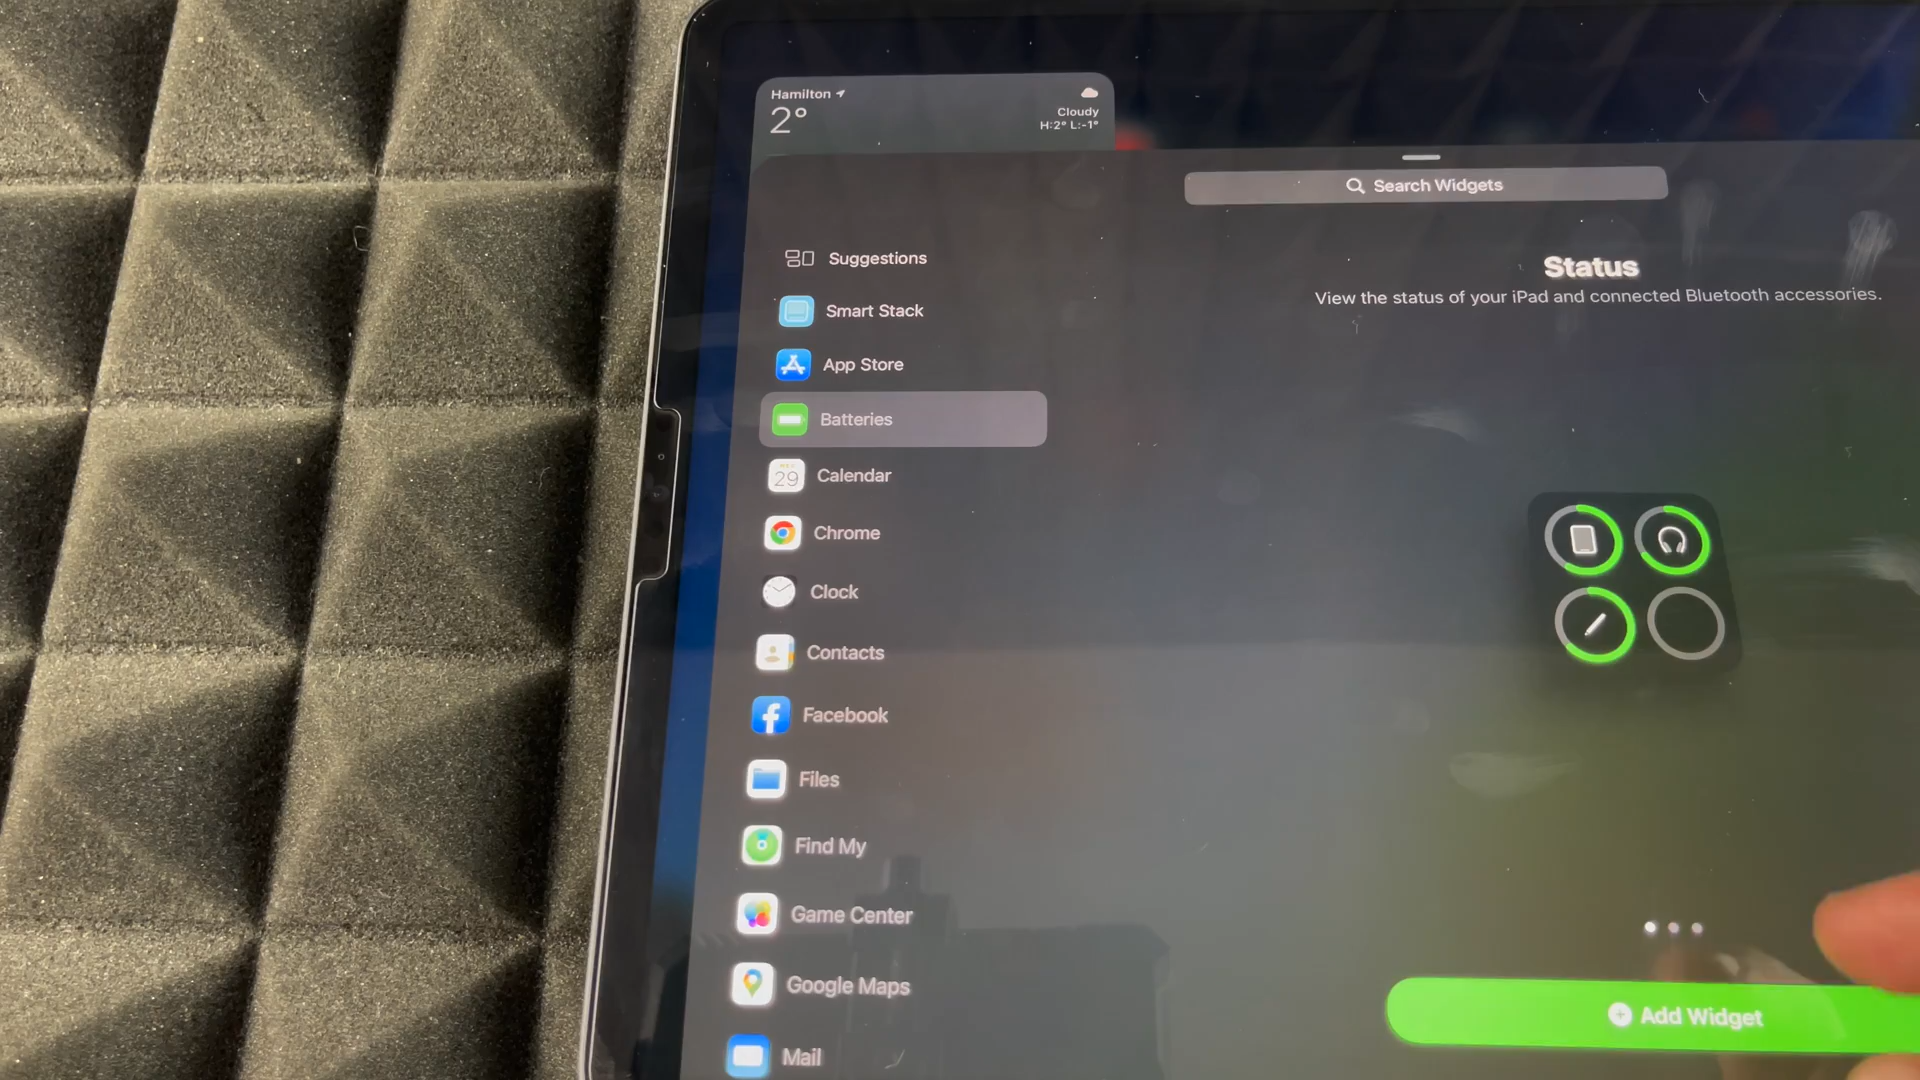 Hamilton
2°
Cloudy
H:2° L:-1°
Search Widgets
Suggestions
Smart Stack
App Store
Batteries
29
Calendar
Chrome
Clock
Contacts
Facebook
Files
Find My
Game Center
Google Maps
Mail
Status
View the status of your iPad and connected Bluetooth accessories.
Add Widget